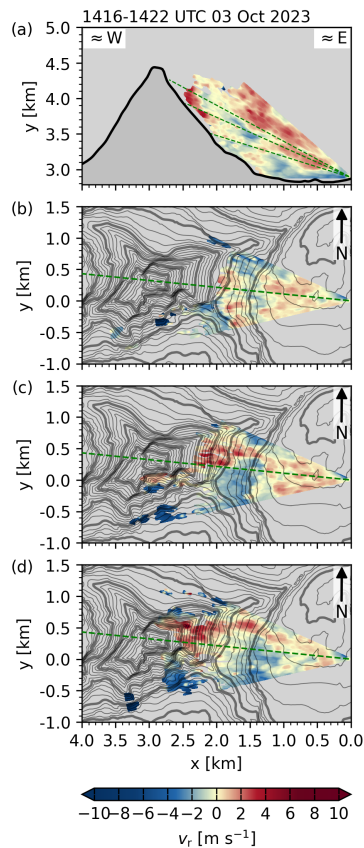 1416-1422 UTC 03 Oct 2023
(a)
≈ W
≈ E
5.0
4.5
4.0
3.5
3.0
y [km]
(b)
N
1.5
1.0
0.5
0.0
-0.5
-1.0
y [km]
(c)
N
1.5
1.0
0.5
0.0
-0.5
-1.0
y [km]
(d)
N
1.5
1.0
0.5
0.0
-0.5
-1.0
y [km]
4.0 3.5 3.0 2.5 2.0 1.5 1.0 0.5 0.0
x [km]
−10 −8 −6 −4 −2 0 2 4 6 8 10
v_r [m s⁻¹]